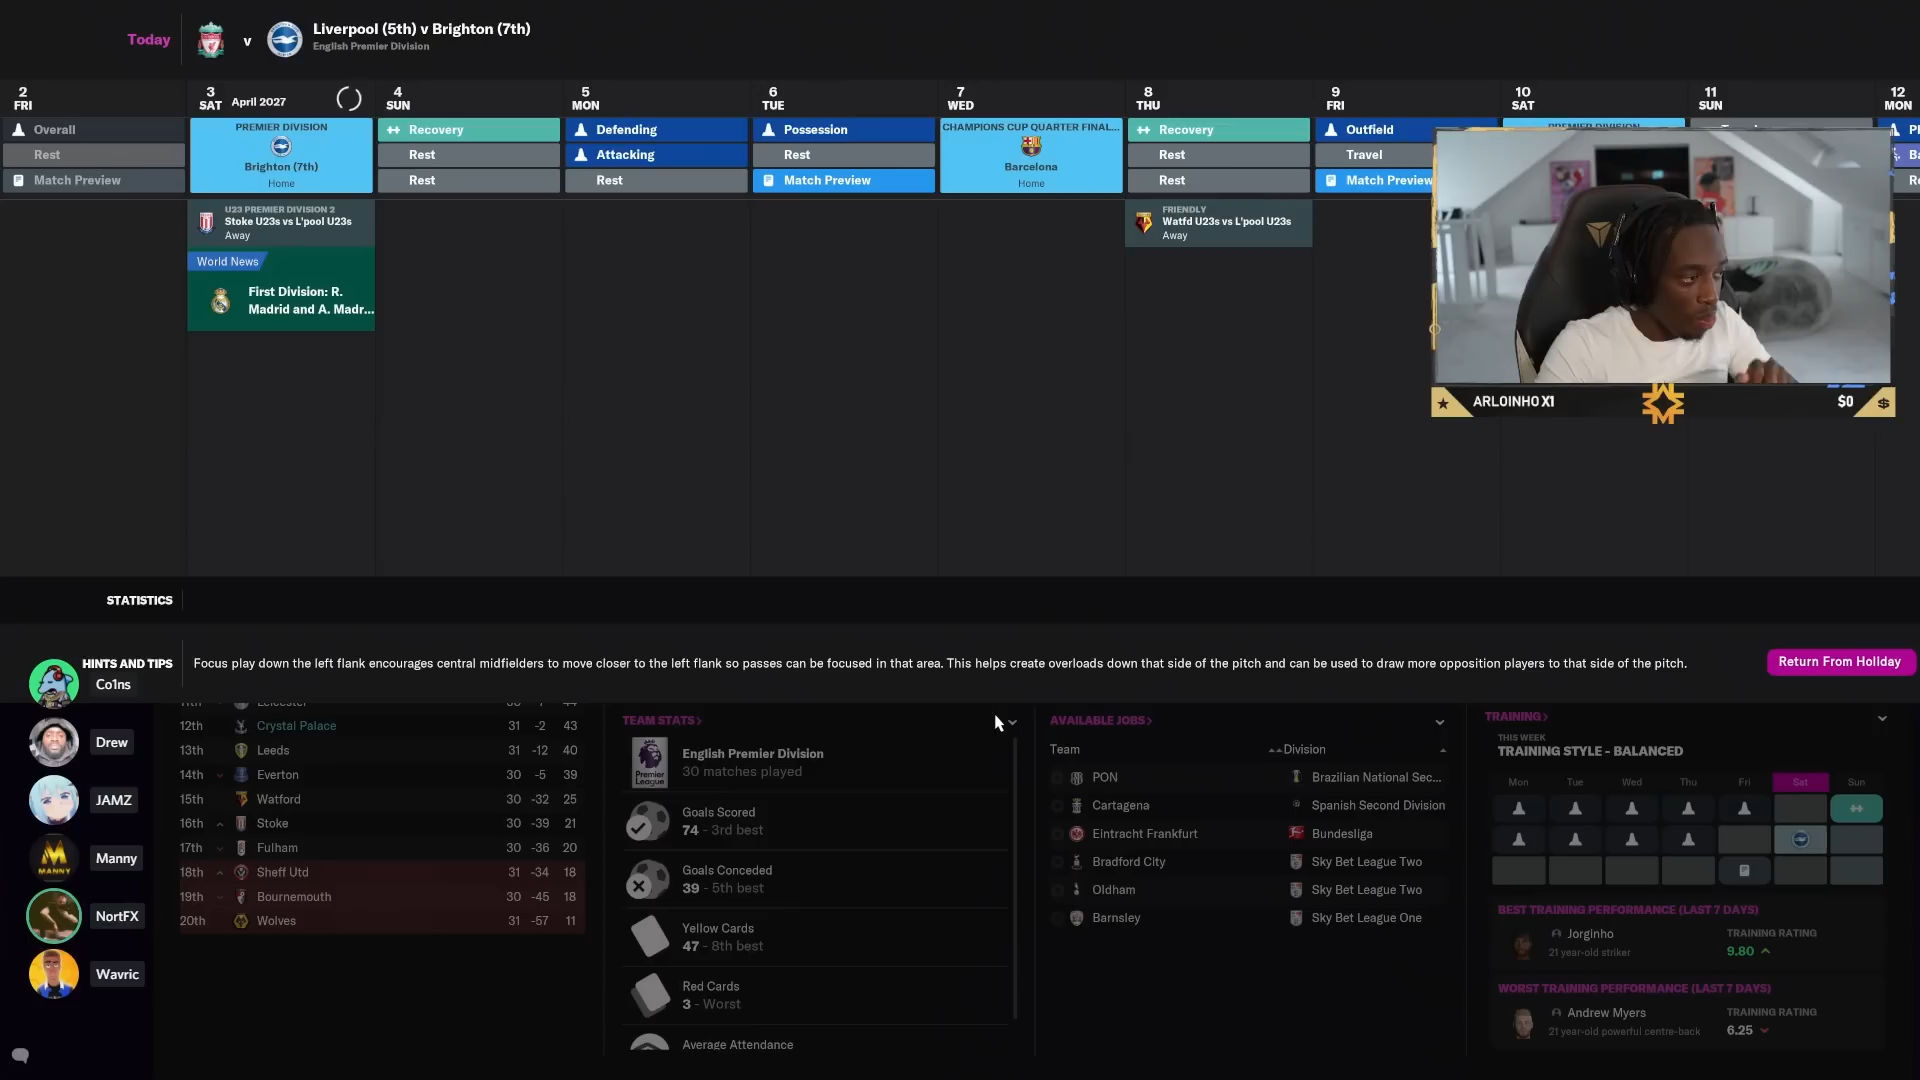 Today
v
Liverpool (5th) v Brighton (7th)
English Premier Division
2
FRI
3
SAT April 2027
4
SUN
5
MON
6
TUE
7
WED
8
THU
9
FRI
10
SAT
11
SUN
12
MON
Overall
Rest
Match Preview
PREMIER DIVISION
Brighton (7th)
Home
Recovery
Rest
Rest
Defending
Attacking
Rest
Possession
Rest
Match Preview
CHAMPIONS CUP QUARTER FINAL...
Barcelona
Home
Recovery
Rest
Rest
Outfield
Travel
Match Preview
PREMIER DIVISION
U23 PREMIER DIVISION 2
Stoke U23s vs L'pool U23s
Away
World News
First Division: R.
Madrid and A. Madr...
FRIENDLY
Watfd U23s vs L'pool U23s
Away
ARLOINHO X1
$0
STATISTICS
HINTS AND TIPS
Focus play down the left flank encourages central midfielders to move closer to the left flank so passes can be focused in that area. This helps create overloads down that side of the pitch and can be used to draw more opposition players to that side of the pitch.
Return From Holiday
Co1ns
Drew
JAMZ
Manny
MANNY
NortFX
Wavric
12th Crystal Palace 31 -2 43
13th Leeds 31 -12 40
14th Everton 30 -5 39
15th Watford 30 -32 25
16th Stoke 30 -39 21
17th Fulham 30 -36 20
18th Sheff Utd 31 -34 18
19th Bournemouth 30 -45 18
20th Wolves 31 -57 11
TEAM STATS>
Premier
League
English Premier Division
30 matches played
Goals Scored
74 - 3rd best
Goals Conceded
39 - 5th best
Yellow Cards
47 - 8th best
Red Cards
3 - Worst
Average Attendance
AVAILABLE JOBS>
Team Division
PON Brazilian National Sec...
Cartagena Spanish Second Division
Eintracht Frankfurt Bundesliga
Bradford City Sky Bet League Two
Oldham Sky Bet League Two
Barnsley Sky Bet League One
TRAINING>
THIS WEEK
TRAINING STYLE - BALANCED
Mon Tue Wed Thu Fri Sat Sun
BEST TRAINING PERFORMANCE (LAST 7 DAYS)
Jorginho
21 year-old striker
TRAINING RATING
9.80
WORST TRAINING PERFORMANCE (LAST 7 DAYS)
Andrew Myers
21 year-old powerful centre-back
TRAINING RATING
6.25